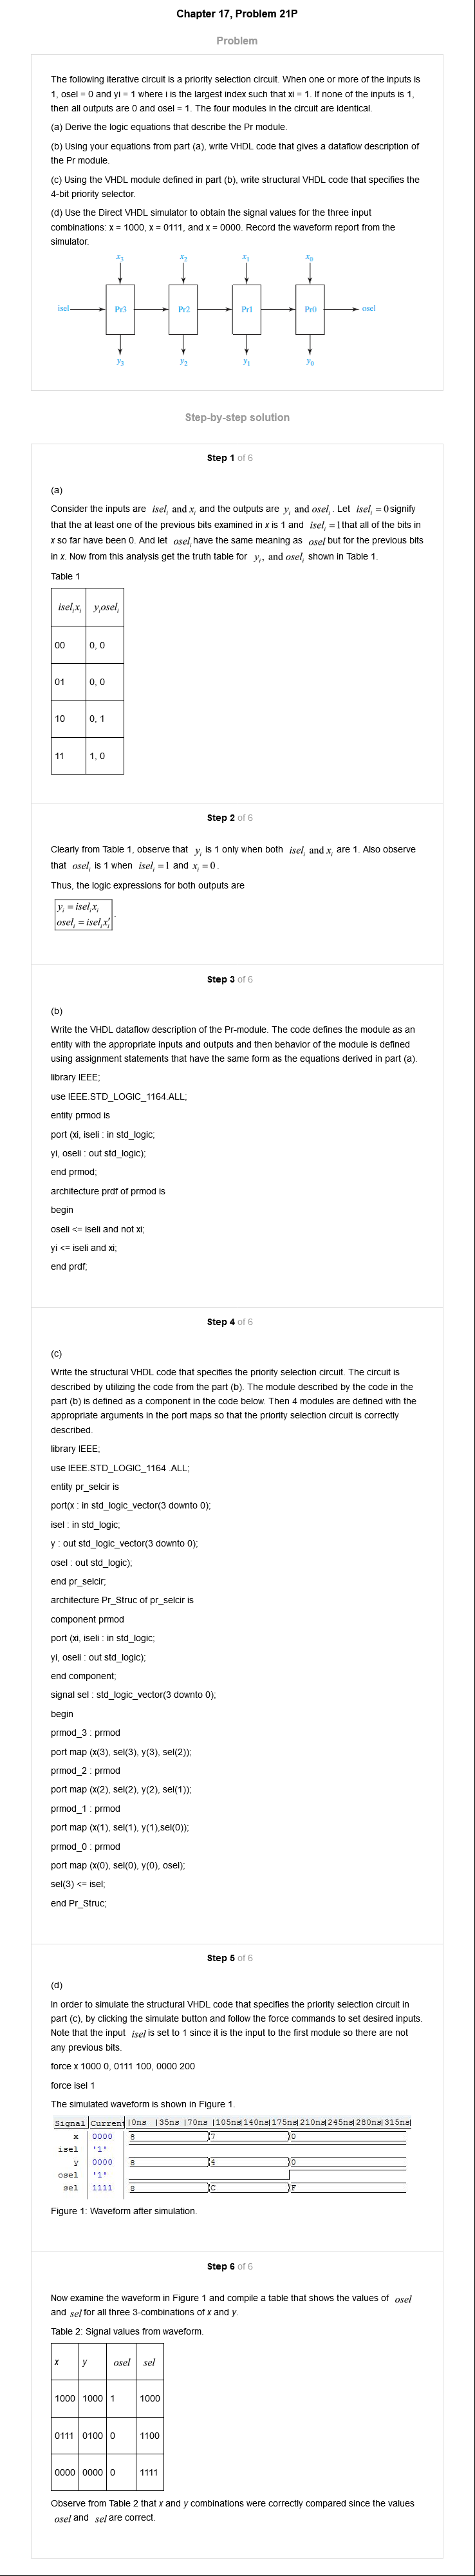 Chapter 17, Problem 21P
Problem
The following iterative circuit is a priority selection circuit. When one or more of the inputs is
1, osel = 0 and yi = 1 where i is the largest index such that xi = 1. If none of the inputs is 1,
then all outputs are 0 and osel = 1. The four modules in the circuit are identical.
(a) Derive the logic equations that describe the Pr module.
(b) Using your equations from part (a), write VHDL code that gives a dataflow description of
the Pr module.
(c) Using the VHDL module defined in part (b), write structural VHDL code that specifies the
4-bit priority selector.
(d) Use the Direct VHDL simulator to obtain the signal values for the three input
combinations: x = 1000, x = 0111, and x = 0000. Record the waveform report from the
simulator.
x₃ x₂ x₁ x₀
isel Pr3 Pr2 Pr1 Pr0 osel
y₃ y₂ y₁ y₀
Step-by-step solution
Step 1 of 6
(a)
Consider the inputs are iselᵢ and xᵢ and the outputs are yᵢ and oselᵢ. Let iselᵢ = 0 signify
that the at least one of the previous bits examined in x is 1 and iselᵢ = 1 that all of the bits in
x so far have been 0. And let oselᵢ have the same meaning as osel but for the previous bits
in x. Now from this analysis get the truth table for yᵢ, and oselᵢ shown in Table 1.
Table 1
iselᵢxᵢ yᵢoselᵢ
00 0, 0
01 0, 0
10 0, 1
11 1, 0
Step 2 of 6
Clearly from Table 1, observe that yᵢ is 1 only when both iselᵢ and xᵢ are 1. Also observe
that oselᵢ is 1 when iselᵢ = 1 and xᵢ = 0.
Thus, the logic expressions for both outputs are
yᵢ = iselᵢxᵢ
oselᵢ = iselᵢxᵢ′.
Step 3 of 6
(b)
Write the VHDL dataflow description of the Pr-module. The code defines the module as an
entity with the appropriate inputs and outputs and then behavior of the module is defined
using assignment statements that have the same form as the equations derived in part (a).
library IEEE;
use IEEE.STD_LOGIC_1164.ALL;
entity prmod is
port (xi, iseli : in std_logic;
yi, oseli : out std_logic);
end prmod;
architecture prdf of prmod is
begin
oseli <= iseli and not xi;
yi <= iseli and xi;
end prdf;
Step 4 of 6
(c)
Write the structural VHDL code that specifies the priority selection circuit. The circuit is
described by utilizing the code from the part (b). The module described by the code in the
part (b) is defined as a component in the code below. Then 4 modules are defined with the
appropriate arguments in the port maps so that the priority selection circuit is correctly
described.
library IEEE;
use IEEE.STD_LOGIC_1164 .ALL;
entity pr_selcir is
port(x : in std_logic_vector(3 downto 0);
isel : in std_logic;
y : out std_logic_vector(3 downto 0);
osel : out std_logic);
end pr_selcir;
architecture Pr_Struc of pr_selcir is
component prmod
port (xi, iseli : in std_logic;
yi, oseli : out std_logic);
end component;
signal sel : std_logic_vector(3 downto 0);
begin
prmod_3 : prmod
port map (x(3), sel(3), y(3), sel(2));
prmod_2 : prmod
port map (x(2), sel(2), y(2), sel(1));
prmod_1 : prmod
port map (x(1), sel(1), y(1),sel(0));
prmod_0 : prmod
port map (x(0), sel(0), y(0), osel);
sel(3) <= isel;
end Pr_Struc;
Step 5 of 6
(d)
In order to simulate the structural VHDL code that specifies the priority selection circuit in
part (c), by clicking the simulate button and follow the force commands to set desired inputs.
Note that the input isel is set to 1 since it is the input to the first module so there are not
any previous bits.
force x 1000 0, 0111 100, 0000 200
force isel 1
The simulated waveform is shown in Figure 1.
Signal Current |0ns |35ns |70ns |105ns|140ns|175ns|210ns|245ns|280ns|315ns|
x 0000 8 7 0
isel '1'
y 0000 8 4 0
osel '1'
sel 1111 8 C F
Figure 1: Waveform after simulation.
Step 6 of 6
Now examine the waveform in Figure 1 and compile a table that shows the values of osel
and sel for all three 3-combinations of x and y.
Table 2: Signal values from waveform.
x y osel sel
1000 1000 1 1000
0111 0100 0 1100
0000 0000 0 1111
Observe from Table 2 that x and y combinations were correctly compared since the values
osel and sel are correct.